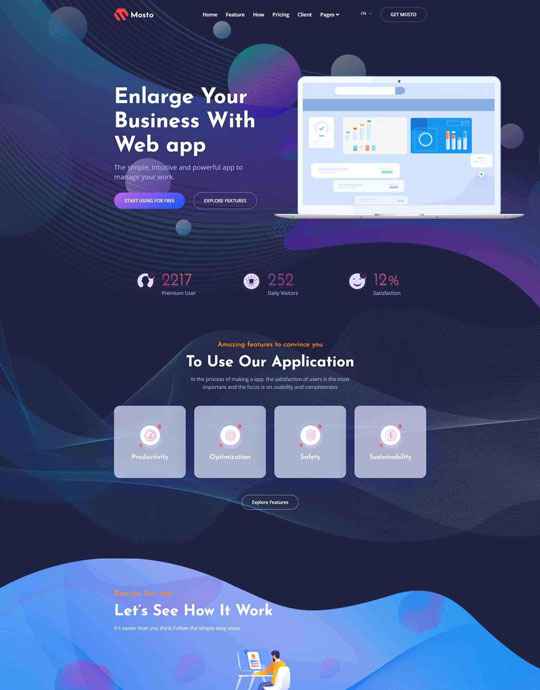 Mosto
Home Feature How Pricing Client Pages
EN
GET MOSTO
Enlarge Your
Business With
Web app
The simple, intuitive and powerful app to
manage your work.
START USING FOR FREE
EXPLORE FEATURES
2217
Premium User
252
Daily Visitors
12%
Satisfaction
Amazing features to convince you
To Use Our Application
In the process of making a app, the satisfaction of users is the most
important and the focus is on usability and completeness
Productivity
Optimization
Safety
Sustainability
Explore Features
Let's See How It Work
It's easier than you think. Follow the simple easy steps